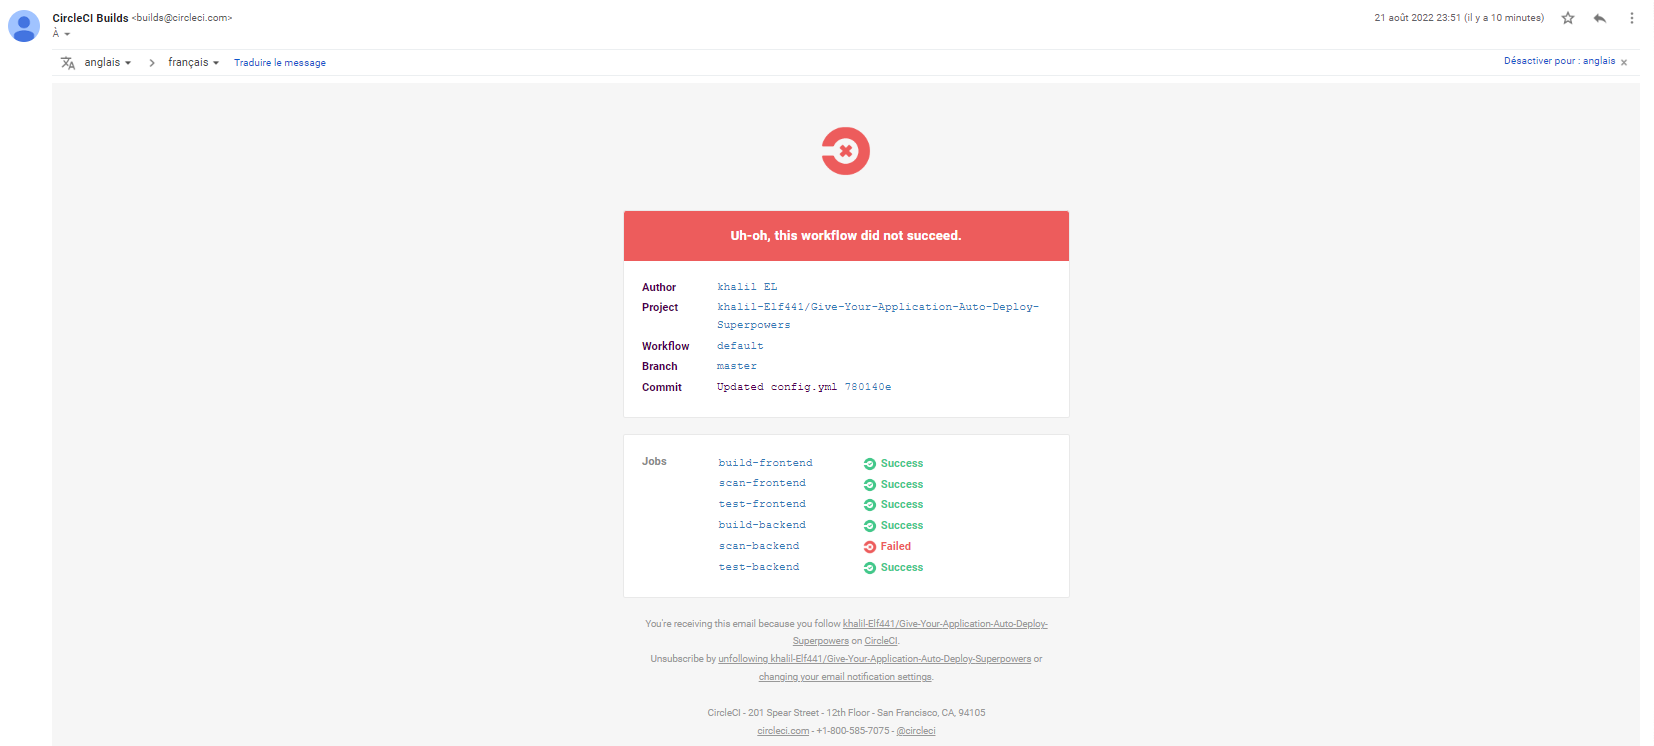 CircleCI Builds <builds@circleci.com>
21 août 2022 23:51 (il y a 10 minutes)
À
anglais
français
Traduire le message
Désactiver pour : anglais
Uh-oh, this workflow did not succeed.
Author khalil EL
Project khalil-Elf441/Give-Your-Application-Auto-Deploy-
Superpowers
Workflow default
Branch master
Commit Updated config.yml 780140e
Jobs build-frontend Success
scan-frontend Success
test-frontend Success
build-backend Success
scan-backend Failed
test-backend Success
You're receiving this email because you follow khalil-Elf441/Give-Your-Application-Auto-Deploy-
Superpowers on CircleCI.
Unsubscribe by unfollowing khalil-Elf441/Give-Your-Application-Auto-Deploy-Superpowers or
changing your email notification settings.
CircleCI - 201 Spear Street - 12th Floor - San Francisco, CA, 94105
circleci.com - +1-800-585-7075 - @circleci